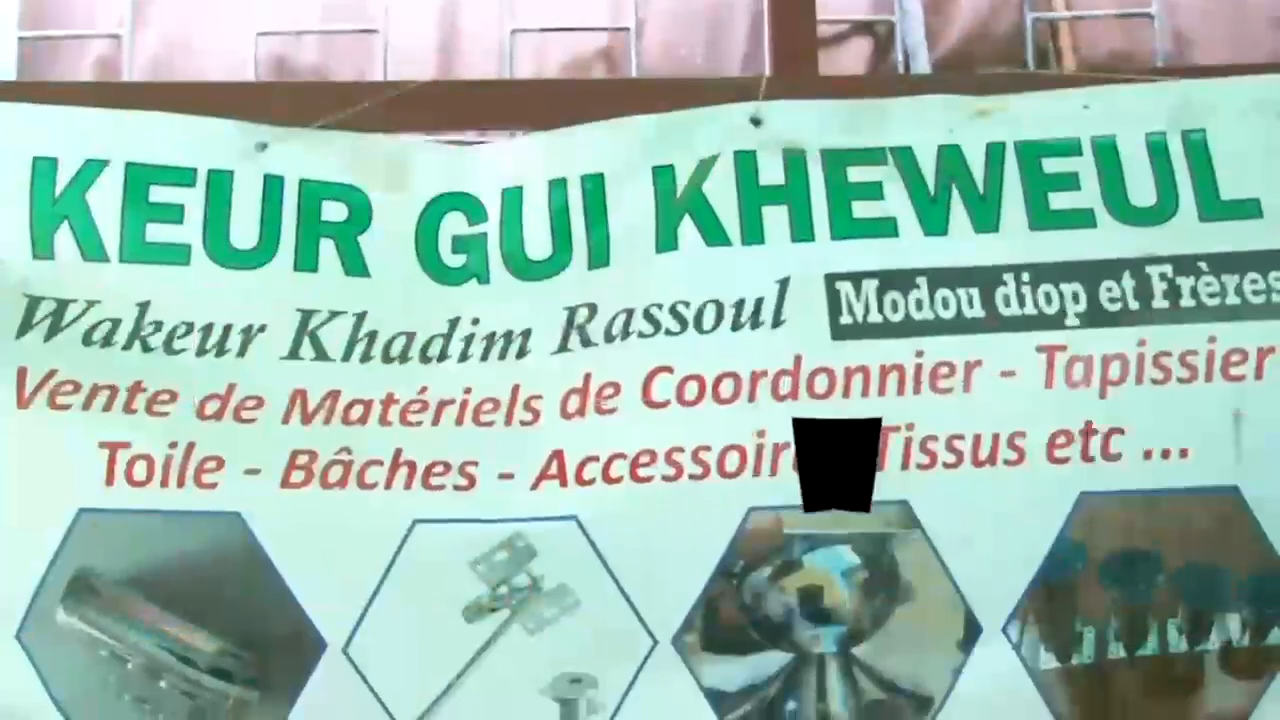 KEUR GUI KHEWEUL
Wakeur Khadim Rassoul Modou diop et Frères
Vente de Matériels de Coordonnier - Tapissier
Toile - Bâches - Tissus etc ...